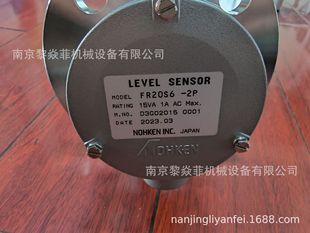 南京黎焱菲机械设备有限公司
LEVEL SENSOR
MODEL FR20S6 -2P
RATING 15VA 1A AC Max.
M.NO. D3G02015 0001
DATE 2023.03
NOHKEN INC. JAPAN
NOHKEN
南京黎焱菲机械设备有限公司
nanjingliyanfei.1688.com